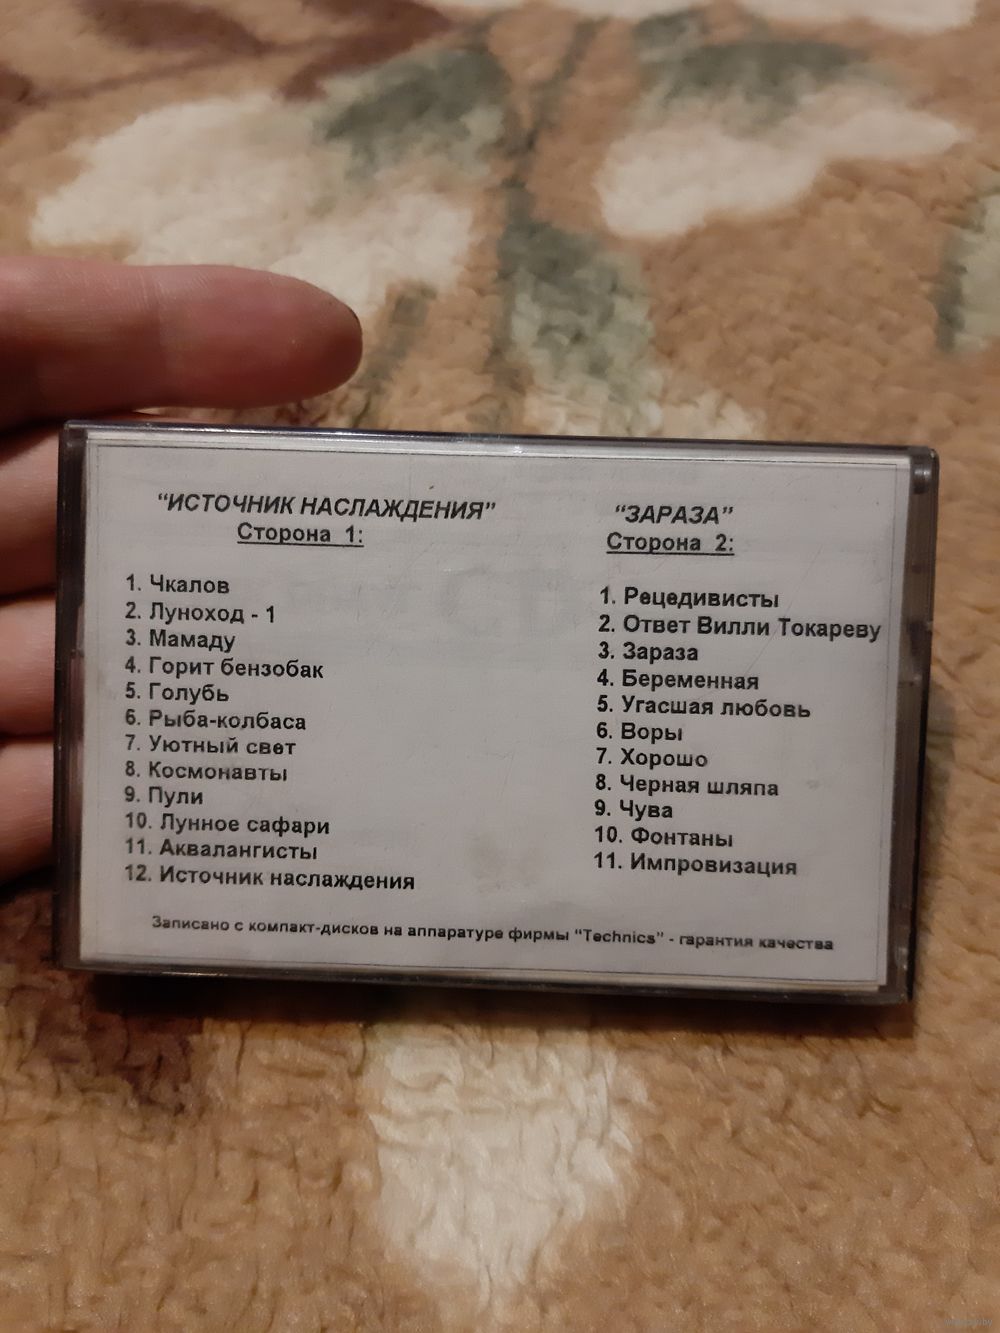 “ИСТОЧНИК НАСЛАЖДЕНИЯ”
Сторона 1:
1. Чкалов
2. Луноход - 1
3. Мамаду
4. Горит бензобак
5. Голубь
6. Рыба-колбаса
7. Уютный свет
8. Космонавты
9. Пули
10. Лунное сафари
11. Аквалангисты
12. Источник наслаждения
“ЗАРАЗА”
Сторона 2:
1. Рецедивисты
2. Ответ Вилли Токареву
3. Зараза
4. Беременная
5. Угасшая любовь
6. Воры
7. Хорошо
8. Черная шляпа
9. Чува
10. Фонтаны
11. Импровизация
Записано с компакт-дисков на аппаратуре фирмы “Technics” - гарантия качества